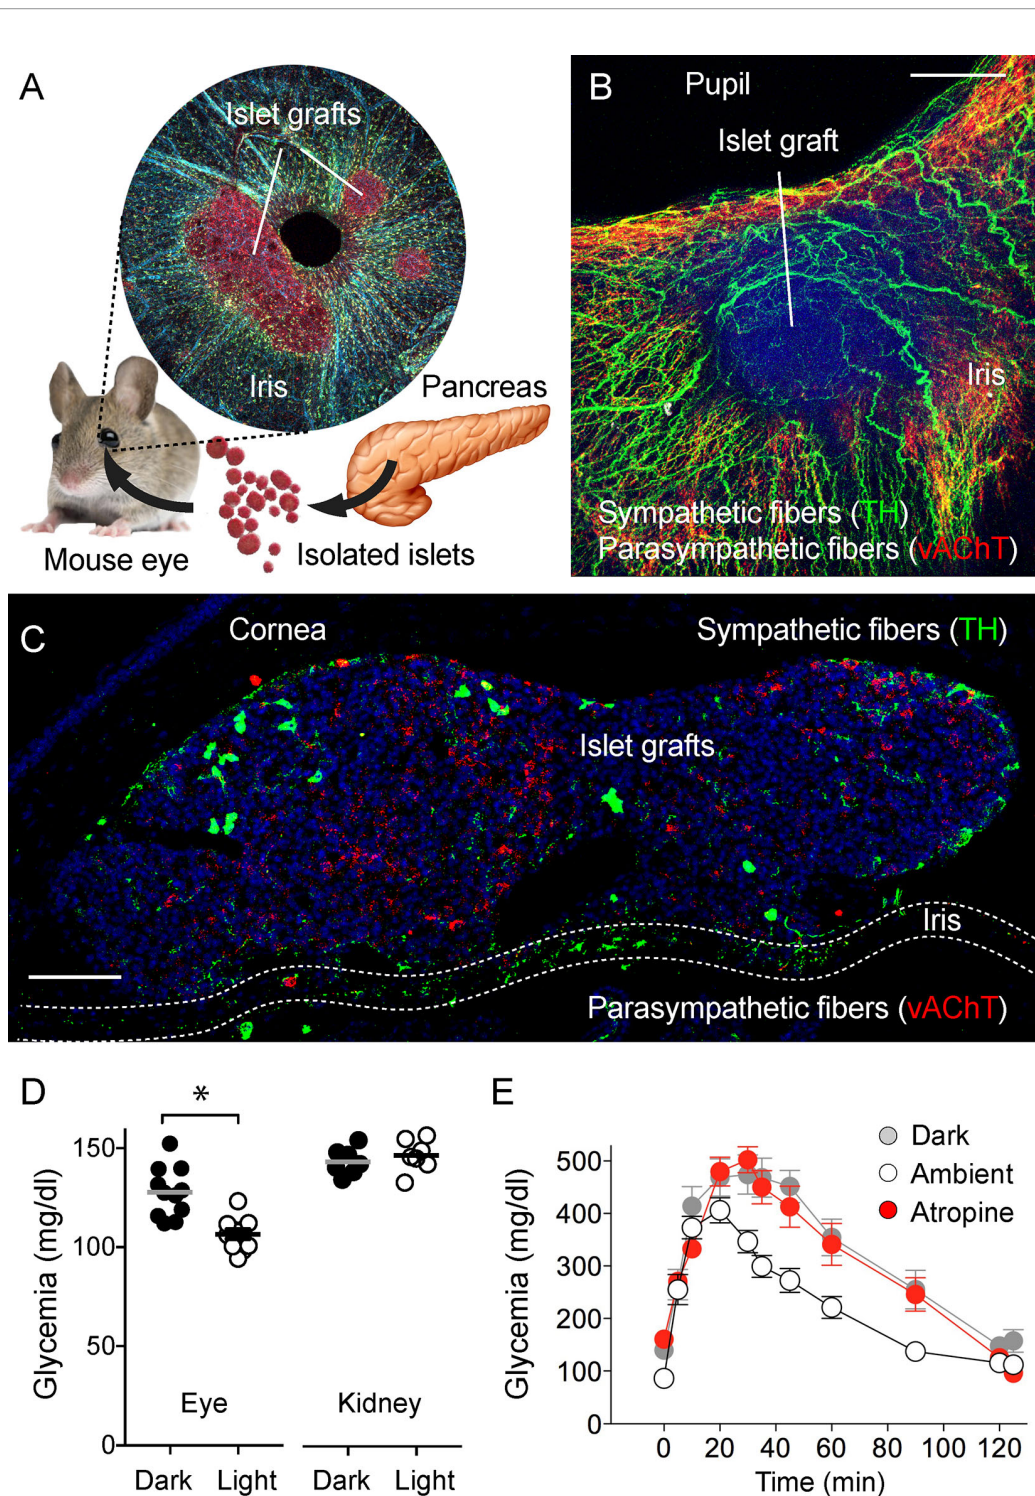 A
Islet grafts
Iris
Pancreas
Mouse eye
Isolated islets
B
Pupil
Islet graft
Iris
Sympathetic fibers (TH)
Parasympathetic fibers (vAChT)
C
Cornea
Sympathetic fibers (TH)
Islet grafts
Iris
Parasympathetic fibers (vAChT)
D
*
Glycemia (mg/dl)
150
100
50
0
Eye
Kidney
Dark
Light
Dark
Light
E
Dark
Ambient
Atropine
Glycemia (mg/dl)
500
400
300
200
100
0
0 20 40 60 80 100 120
Time (min)